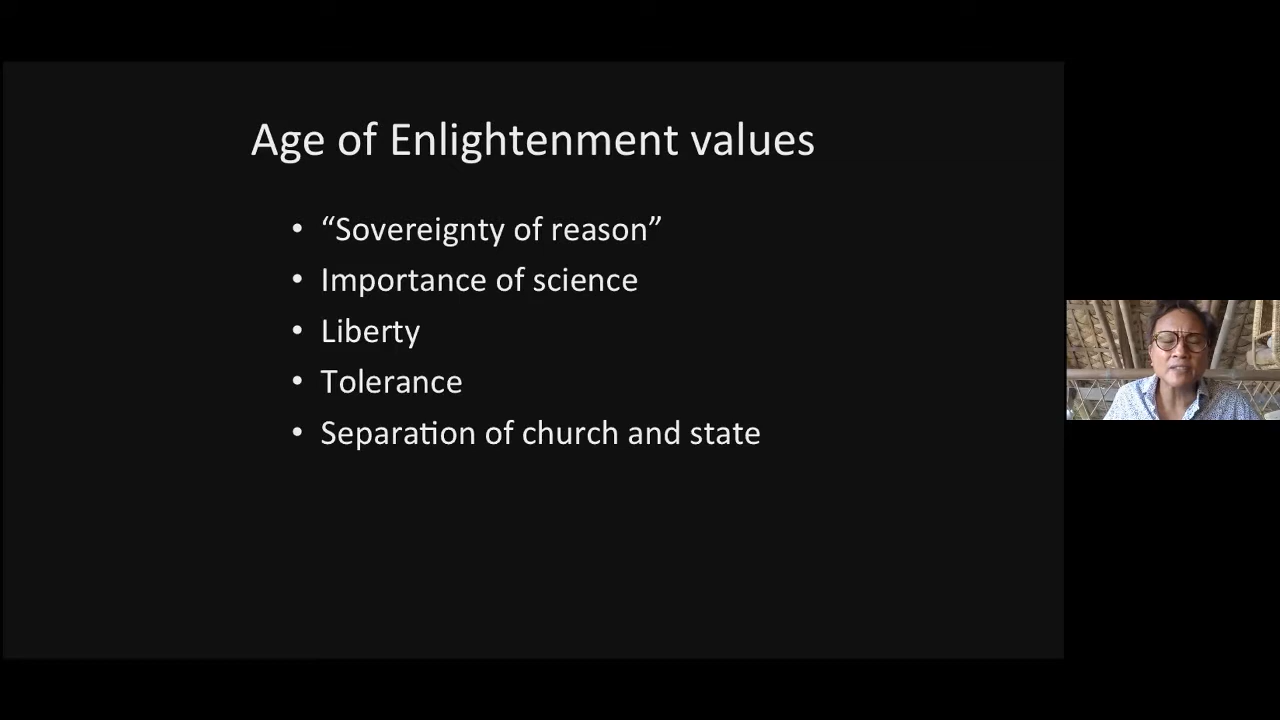 Age of Enlightenment values
• “Sovereignty of reason”
• Importance of science
• Liberty
• Tolerance
• Separation of church and state